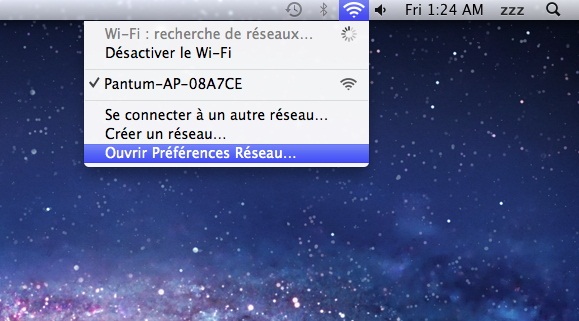 Fri 1:24 AM zzz
Wi-Fi : recherche de réseaux...
Désactiver le Wi-Fi
Pantum-AP-08A7CE
Se connecter à un autre réseau...
Créer un réseau...
Ouvrir Préférences Réseau...